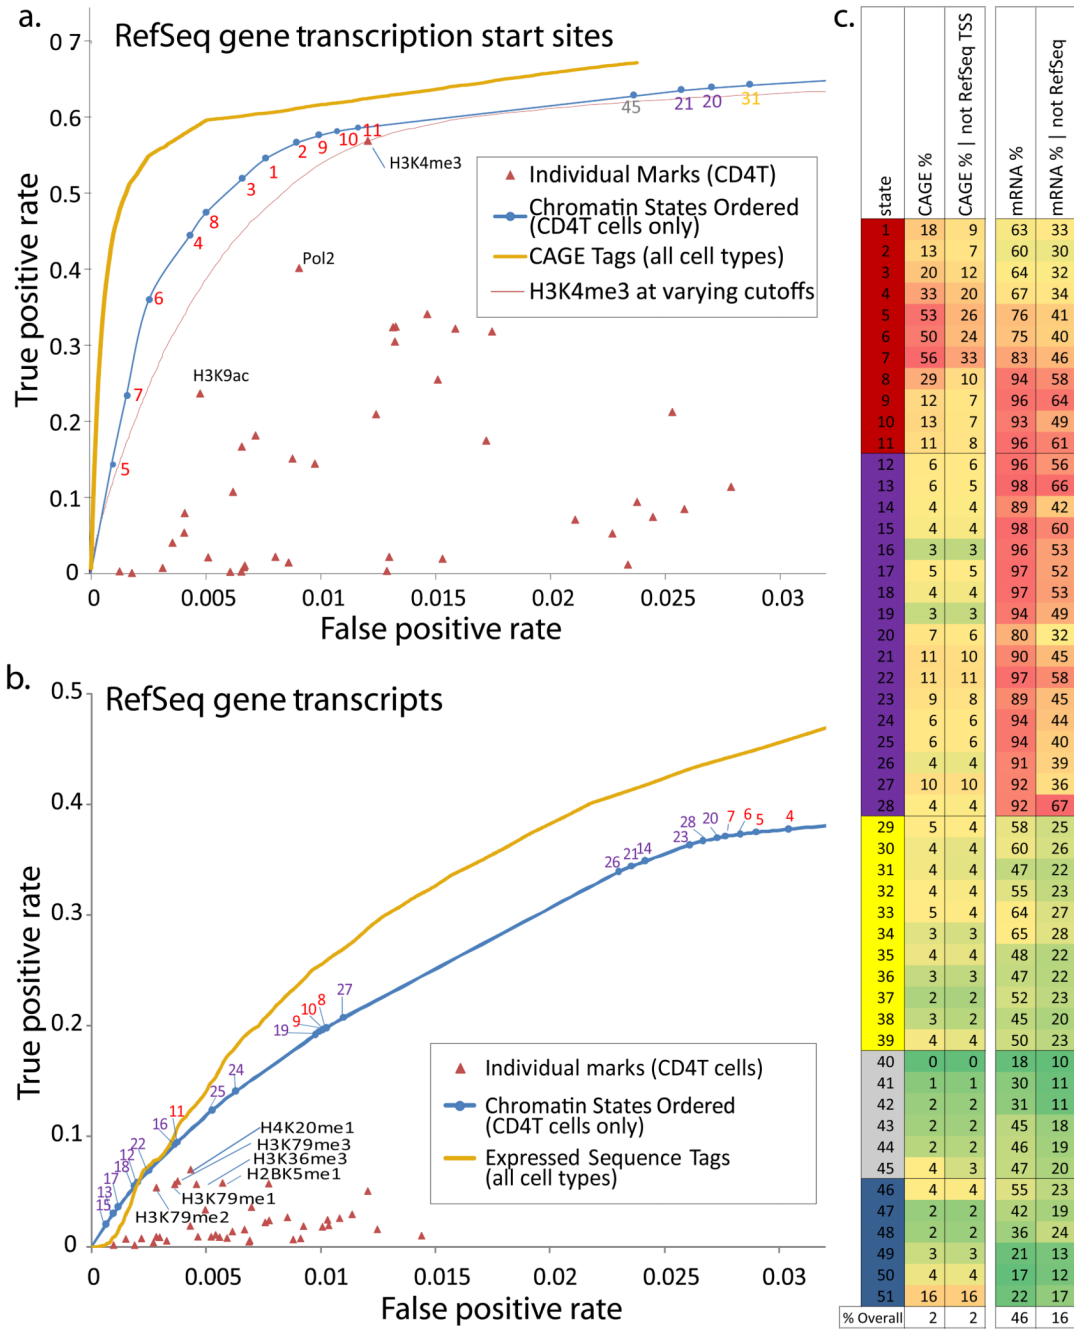 a.
RefSeq gene transcription start sites
0.7
0.6
0.5
0.4
0.3
0.2
0.1
0
True positive rate
45
21
20
31
11
10
9
2
1
3
8
4
6
7
5
H3K4me3
Pol2
H3K9ac
Individual Marks (CD4T)
Chromatin States Ordered
(CD4T cells only)
CAGE Tags (all cell types)
H3K4me3 at varying cutoffs
0 0.005 0.01 0.015 0.02 0.025 0.03
False positive rate
b.
RefSeq gene transcripts
0.5
0.4
0.3
0.2
0.1
0
True positive rate
28 20 7 6 5 4
23
26 21 14
27
8
10
9
19
24
25
11
16
22
12
18
17
13
15
H4K20me1
H3K79me3
H3K36me3
H2BK5me1
H3K79me1
H3K79me2
Individual marks (CD4T cells)
Chromatin States Ordered
(CD4T cells only)
Expressed Sequence Tags
(all cell types)
0 0.005 0.01 0.015 0.02 0.025 0.03
False positive rate
c.
state CAGE % CAGE % | not RefSeq TSS mRNA % mRNA % | not RefSeq
1 18 9 63 33
2 13 7 60 30
3 20 12 64 32
4 33 20 67 34
5 53 26 76 41
6 50 24 75 40
7 56 33 83 46
8 29 10 94 58
9 12 7 96 64
10 13 7 93 49
11 11 8 96 61
12 6 6 96 56
13 6 5 98 66
14 4 4 89 42
15 4 4 98 60
16 3 3 96 53
17 5 5 97 52
18 4 4 97 53
19 3 3 94 49
20 7 6 80 32
21 11 10 90 45
22 11 11 97 58
23 9 8 89 45
24 6 6 94 44
25 6 6 94 40
26 4 4 91 39
27 10 10 92 36
28 4 4 92 67
29 5 4 58 25
30 4 4 60 26
31 4 4 47 22
32 4 4 55 23
33 5 4 64 27
34 3 3 65 28
35 4 4 48 22
36 3 3 47 22
37 2 2 52 23
38 3 2 45 20
39 4 4 50 23
40 0 0 18 10
41 1 1 30 11
42 2 2 31 11
43 2 2 45 18
44 2 2 46 19
45 4 3 47 20
46 4 4 55 23
47 2 2 42 19
48 2 2 36 24
49 3 3 21 13
50 4 4 17 12
51 16 16 22 17
% Overall 2 2 46 16